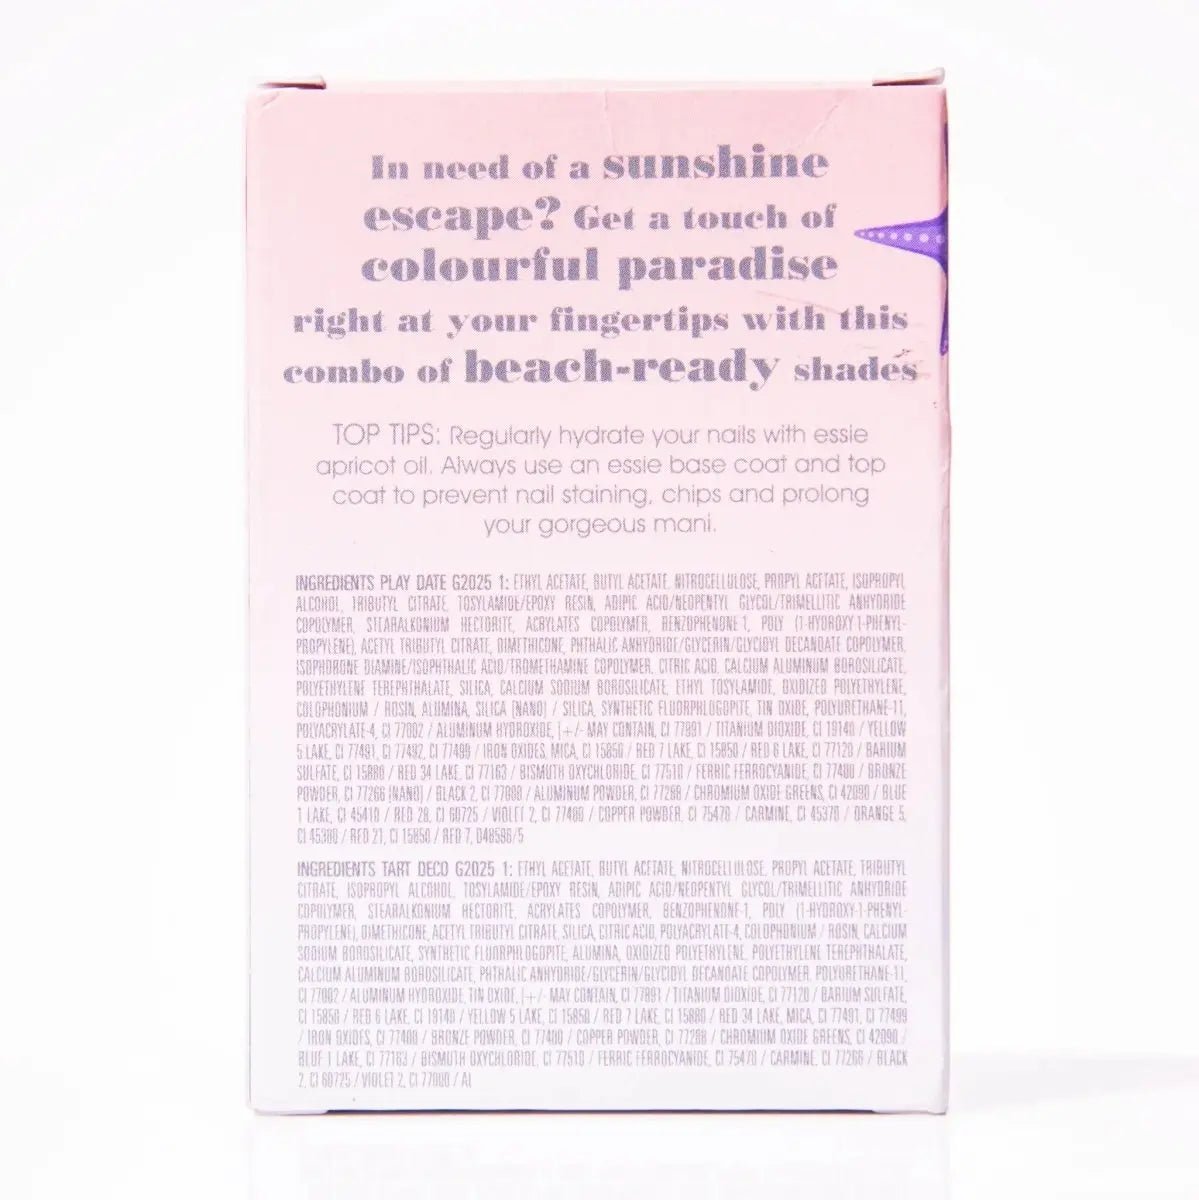 In need of a sunshine
escape? Get a touch of
colourful paradise
right at your fingertips with this
combo of beach-ready shades
TOP TIPS: Regularly hydrate your nails with essie
apricot oil. Always use an essie base coat and top
coat to prevent nail staining, chips and prolong
your gorgeous mani.
INGREDIENTS PLAY DATE G2025 1: ETHYL ACETATE, BUTYL ACETATE, NITROCELLULOSE, PROPYL ACETATE, ISOPROPYL
ALCOHOL, TRIBUTYL CITRATE, TOSYLAMIDE/EPOXY RESIN, ADIPIC ACID/NEOPENTYL GLYCOL/TRIMELLITIC ANHYDRIDE
COPOLYMER, STEARALKONIUM HECTORITE, ACRYLATES COPOLYMER, BENZOPHENONE-1, POLY (1-HYDROXY-1-PHENYL-
PROPYLENE), ACETYL TRIBUTYL CITRATE, DIMETHICONE, PHTHALIC ANHYDRIDE/GLYCERIN/GLYCIDYL DECANOATE COPOLYMER,
ISOPHORONE DIAMINE/ISOPHTHALIC ACID/TROMETHAMINE COPOLYMER, CITRIC ACID, CALCIUM ALUMINUM BOROSILICATE,
POLYETHYLENE TEREPHTHALATE, SILICA, CALCIUM SODIUM BOROSILICATE, ETHYL TOSYLAMIDE, OXIDIZED POLYETHYLENE,
COLOPHONIUM / ROSIN, ALUMINA, SILICA [NANO] / SILICA, SYNTHETIC FLUORPHLOGOPITE, TIN OXIDE, POLYURETHANE-11,
POLYACRYLATE-4, CI 77002 / ALUMINUM HYDROXIDE, [+/- MAY CONTAIN, CI 77891 / TITANIUM DIOXIDE, CI 19140 / YELLOW
5 LAKE, CI 77491, CI 77492, CI 77499 / IRON OXIDES, MICA, CI 15850 / RED 7 LAKE, CI 15850 / RED 6 LAKE, CI 77120 / BARIUM
SULFATE, CI 15880 / RED 34 LAKE, CI 77163 / BISMUTH OXYCHLORIDE, CI 77510 / FERRIC FERROCYANIDE, CI 77400 / BRONZE
POWDER, CI 77266 [NANO] / BLACK 2, CI 77000 / ALUMINUM POWDER, CI 77288 / CHROMIUM OXIDE GREENS, CI 42090 / BLUE
1 LAKE, CI 45410 / RED 28, CI 60725 / VIOLET 2, CI 77400 / COPPER POWDER, CI 75470 / CARMINE, CI 45370 / ORANGE 5,
CI 45380 / RED 21, CI 15850 / RED 7, D48586/5
INGREDIENTS TART DECO G2025 1: ETHYL ACETATE, BUTYL ACETATE, NITROCELLULOSE, PROPYL ACETATE, TRIBUTYL
CITRATE, ISOPROPYL ALCOHOL, TOSYLAMIDE/EPOXY RESIN, ADIPIC ACID/NEOPENTYL GLYCOL/TRIMELLITIC ANHYDRIDE
COPOLYMER, STEARALKONIUM HECTORITE, ACRYLATES COPOLYMER, BENZOPHENONE-1, POLY (1-HYDROXY-1-PHENYL-
PROPYLENE), DIMETHICONE, ACETYL TRIBUTYL CITRATE, SILICA, CITRIC ACID, POLYACRYLATE-4, COLOPHONIUM / ROSIN, CALCIUM
SODIUM BOROSILICATE, SYNTHETIC FLUORPHLOGOPITE, ALUMINA, OXIDIZED POLYETHYLENE, POLYETHYLENE TEREPHTHALATE,
CALCIUM ALUMINUM BOROSILICATE, PHTHALIC ANHYDRIDE/GLYCERIN/GLYCIDYL DECANOATE COPOLYMER, POLYURETHANE-11,
CI 77002 / ALUMINUM HYDROXIDE, TIN OXIDE, [+/- MAY CONTAIN, CI 77891 / TITANIUM DIOXIDE, CI 77120 / BARIUM SULFATE,
CI 15850 / RED 6 LAKE, CI 19140 / YELLOW 5 LAKE, CI 15850 / RED 7 LAKE, CI 15880 / RED 34 LAKE, MICA, CI 77491, CI 77499
/ IRON OXIDES, CI 77400 / BRONZE POWDER, CI 77400 / COPPER POWDER, CI 77288 / CHROMIUM OXIDE GREENS, CI 42090 /
BLUE 1 LAKE, CI 77163 / BISMUTH OXYCHLORIDE, CI 77510 / FERRIC FERROCYANIDE, CI 75470 / CARMINE, CI 77266 / BLACK
2, CI 60725 / VIOLET 2, CI 77000 / Al